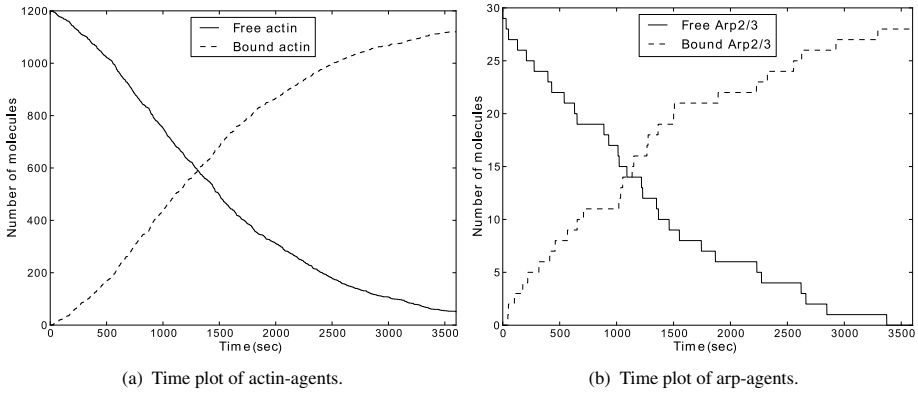 1200
1000
800
600
400
200
0
0 500 1000 1500 2000 2500 3000 3500
Number of molecules
Time(sec)
Free actin
Bound actin
(a) Time plot of actin-agents.
30
25
20
15
10
5
0
0 500 1000 1500 2000 2500 3000 3500
Number of molecules
Time(sec)
Free Arp2/3
Bound Arp2/3
(b) Time plot of arp-agents.